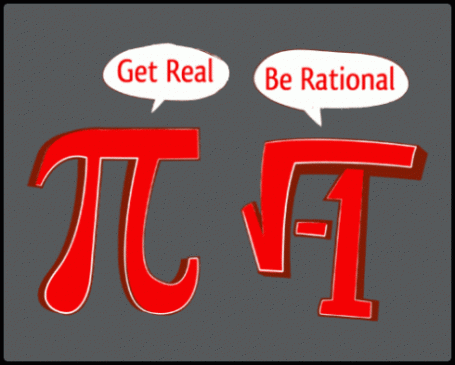 Get Real
Be Rational
π
√-1